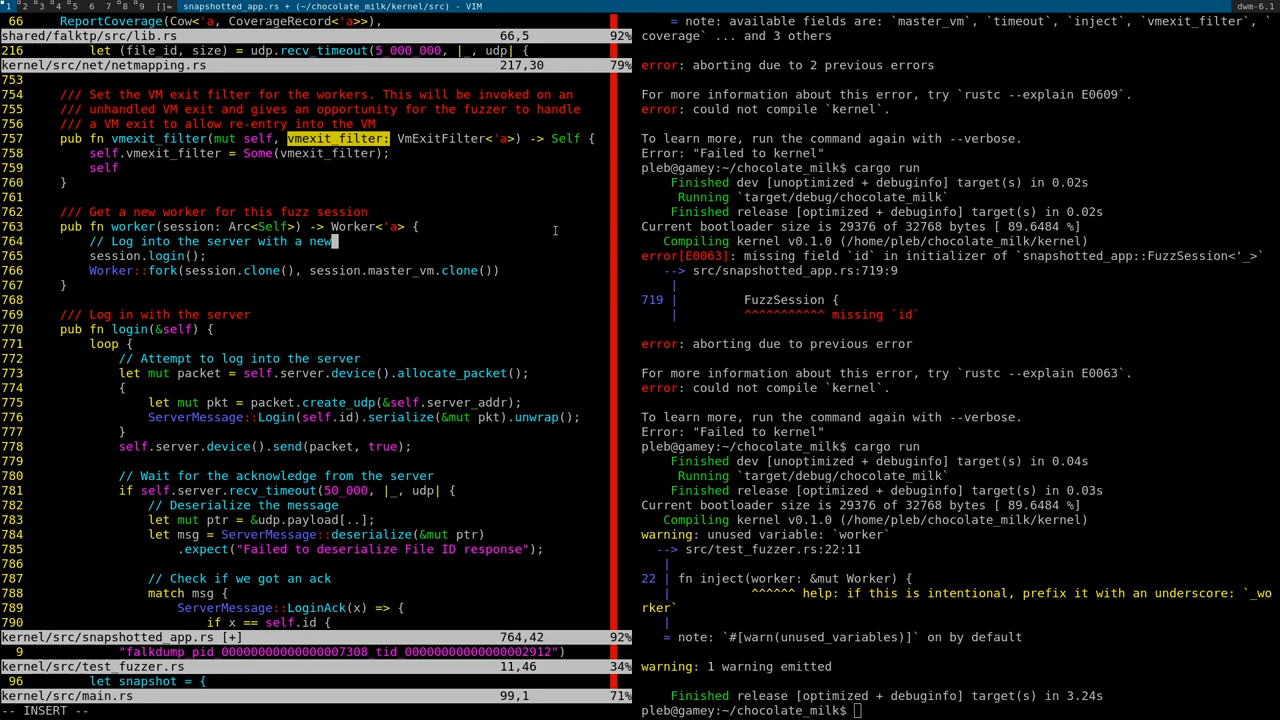 1 2 3 4 5 6 7 8 9 []= snapshotted_app.rs + (~/chocolate_milk/kernel/src) - VIM dwm-6.1
66     ReportCoverage(Cow<'a, CoverageRecord<'a>>),
shared/falktp/src/lib.rs 66,5 92%
216         let (file_id, size) = udp.recv_timeout(5_000_000, |_, udp| {
kernel/src/net/netmapping.rs 217,30 79%
753
754     /// Set the VM exit filter for the workers. This will be invoked on an
755     /// unhandled VM exit and gives an opportunity for the fuzzer to handle
756     /// a VM exit to allow re-entry into the VM
757     pub fn vmexit_filter(mut self, vmexit_filter: VmExitFilter<'a>) -> Self {
758         self.vmexit_filter = Some(vmexit_filter);
759         self
760     }
761
762     /// Get a new worker for this fuzz session
763     pub fn worker(session: Arc<Self>) -> Worker<'a> {
764         // Log into the server with a new
765         session.login();
766         Worker::fork(session.clone(), session.master_vm.clone())
767     }
768
769     /// Log in with the server
770     pub fn login(&self) {
771         loop {
772             // Attempt to log into the server
773             let mut packet = self.server.device().allocate_packet();
774             {
775                 let mut pkt = packet.create_udp(&self.server_addr);
776                 ServerMessage::Login(self.id).serialize(&mut pkt).unwrap();
777             }
778             self.server.device().send(packet, true);
779
780             // Wait for the acknowledge from the server
781             if self.server.recv_timeout(50_000, |_, udp| {
782                 // Deserialize the message
783                 let mut ptr = &udp.payload[..];
784                 let msg = ServerMessage::deserialize(&mut ptr)
785                     .expect("Failed to deserialize File ID response");
786
787                 // Check if we got an ack
788                 match msg {
789                     ServerMessage::LoginAck(x) => {
790                         if x == self.id {
kernel/src/snapshotted_app.rs [+] 764,42 92%
9             "falkdump_pid_00000000000000007308_tid_00000000000000002912")
kernel/src/test_fuzzer.rs 11,46 34%
96         let snapshot = {
kernel/src/main.rs 99,1 71%
-- INSERT --
= note: available fields are: `master_vm`, `timeout`, `inject`, `vmexit_filter`, `
coverage` ... and 3 others
error: aborting due to 2 previous errors
For more information about this error, try `rustc --explain E0609`.
error: could not compile `kernel`.
To learn more, run the command again with --verbose.
Error: "Failed to kernel"
pleb@gamey:~/chocolate_milk$ cargo run
Finished dev [unoptimized + debuginfo] target(s) in 0.02s
Running `target/debug/chocolate_milk`
Finished release [optimized + debuginfo] target(s) in 0.02s
Current bootloader size is 29376 of 32768 bytes [ 89.6484 %]
Compiling kernel v0.1.0 (/home/pleb/chocolate_milk/kernel)
error[E0063]: missing field `id` in initializer of `snapshotted_app::FuzzSession<'_>`
--> src/snapshotted_app.rs:719:9
|
719 |         FuzzSession {
|         ^^^^^^^^^^^ missing `id`
error: aborting due to previous error
For more information about this error, try `rustc --explain E0063`.
error: could not compile `kernel`.
To learn more, run the command again with --verbose.
Error: "Failed to kernel"
pleb@gamey:~/chocolate_milk$ cargo run
Finished dev [unoptimized + debuginfo] target(s) in 0.04s
Running `target/debug/chocolate_milk`
Finished release [optimized + debuginfo] target(s) in 0.03s
Current bootloader size is 29376 of 32768 bytes [ 89.6484 %]
Compiling kernel v0.1.0 (/home/pleb/chocolate_milk/kernel)
warning: unused variable: `worker`
--> src/test_fuzzer.rs:22:11
|
22 | fn inject(worker: &mut Worker) {
|           ^^^^^^ help: if this is intentional, prefix it with an underscore: `_wo
rker`
|
= note: `#[warn(unused_variables)]` on by default
warning: 1 warning emitted
Finished release [optimized + debuginfo] target(s) in 3.24s
pleb@gamey:~/chocolate_milk$